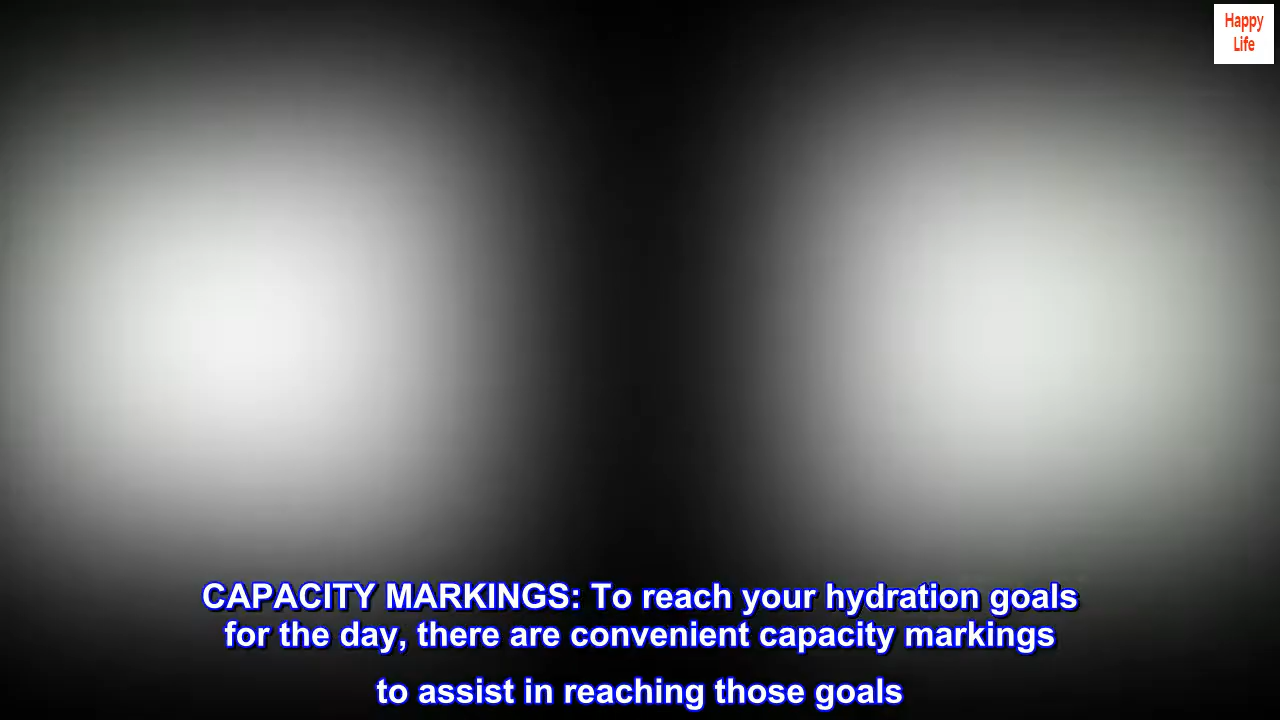 Happy
Life
CAPACITY MARKINGS: To reach your hydration goals
for the day, there are convenient capacity markings
to assist in reaching those goals